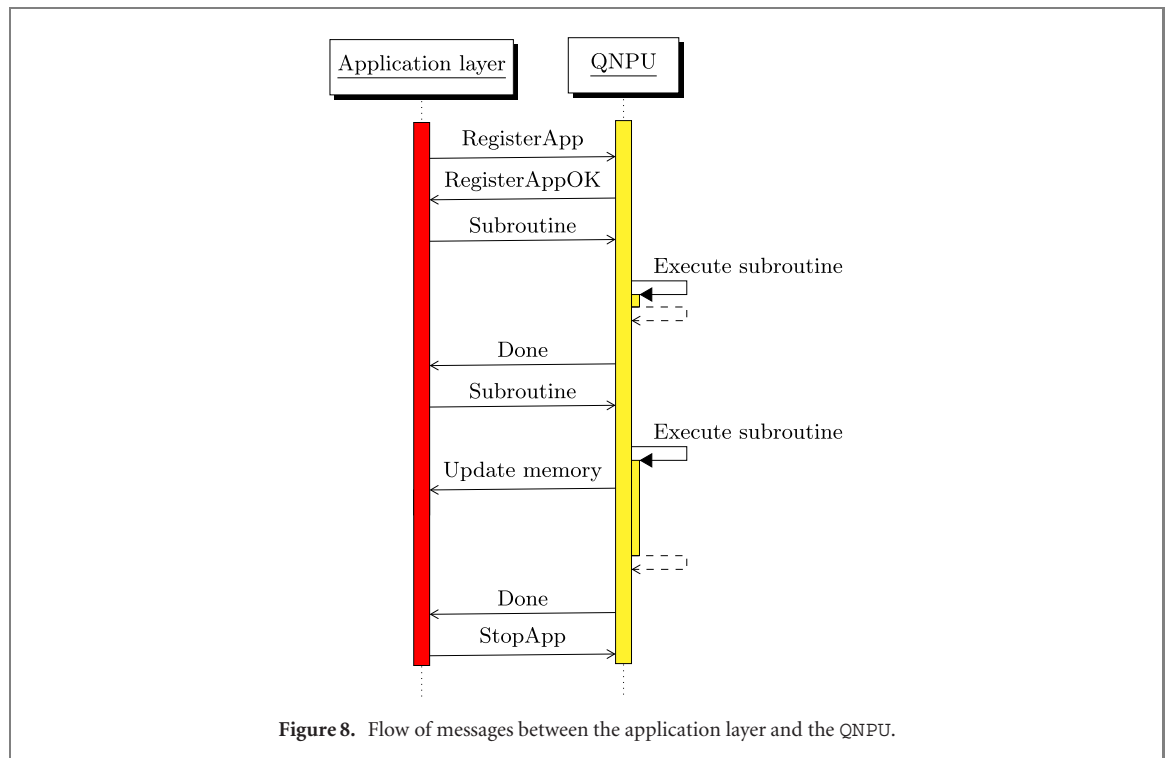 Application layer
QNPU
RegisterApp
RegisterAppOK
Subroutine
Execute subroutine
Done
Subroutine
Execute subroutine
Update memory
Done
StopApp
Figure 8. Flow of messages between the application layer and the QNPU.